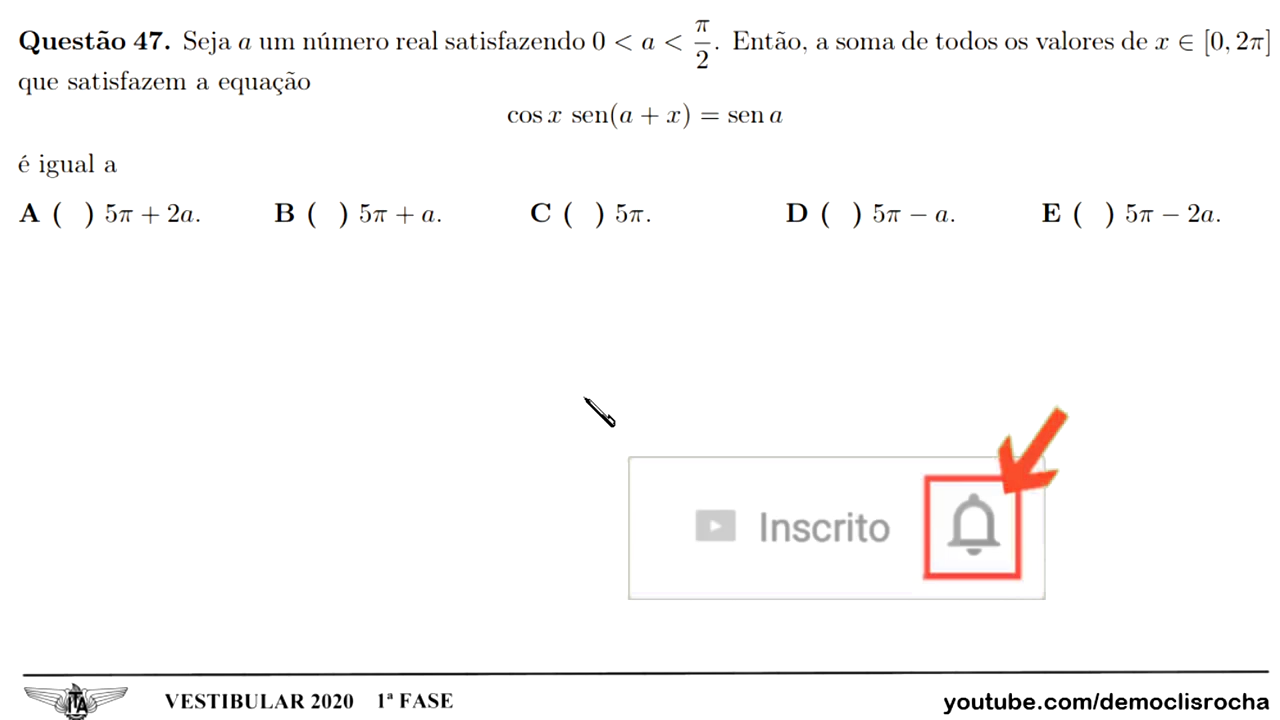 Questão 47. Seja a um número real satisfazendo 0 < a < π/2. Então, a soma de todos os valores de x ∈ [0, 2π]
que satisfazem a equação
cos x sen(a + x) = sen a
é igual a
A ( ) 5π + 2a. B ( ) 5π + a. C ( ) 5π. D ( ) 5π − a. E ( ) 5π − 2a.
Inscrito
ITA VESTIBULAR 2020 1ª FASE youtube.com/democlisrocha